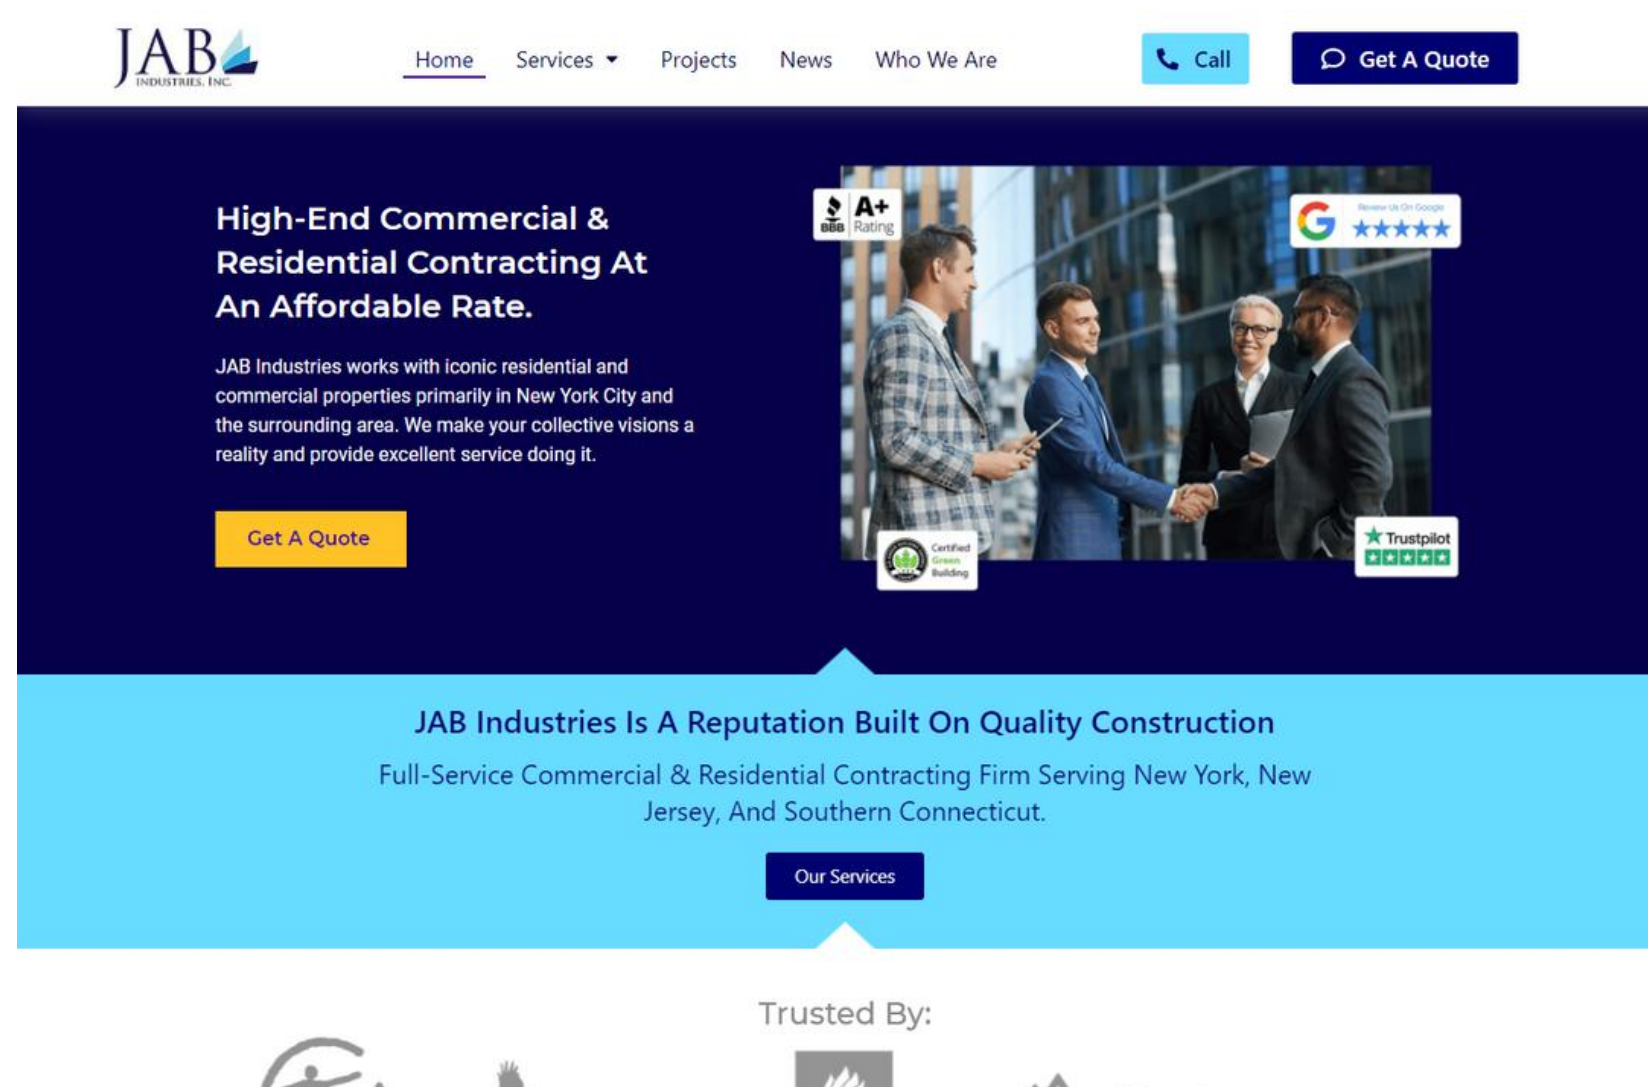 JAB
INDUSTRIES, INC.
Home
Services
Projects
News
Who We Are
Call
Get A Quote
High-End Commercial &
Residential Contracting At
An Affordable Rate.
JAB Industries works with iconic residential and
commercial properties primarily in New York City and
the surrounding area. We make your collective visions a
reality and provide excellent service doing it.
Get A Quote
BBB
A+
Rating
Review Us On Google
Certified
Green
Building
Trustpilot
JAB Industries Is A Reputation Built On Quality Construction
Full-Service Commercial & Residential Contracting Firm Serving New York, New
Jersey, And Southern Connecticut.
Our Services
Trusted By: